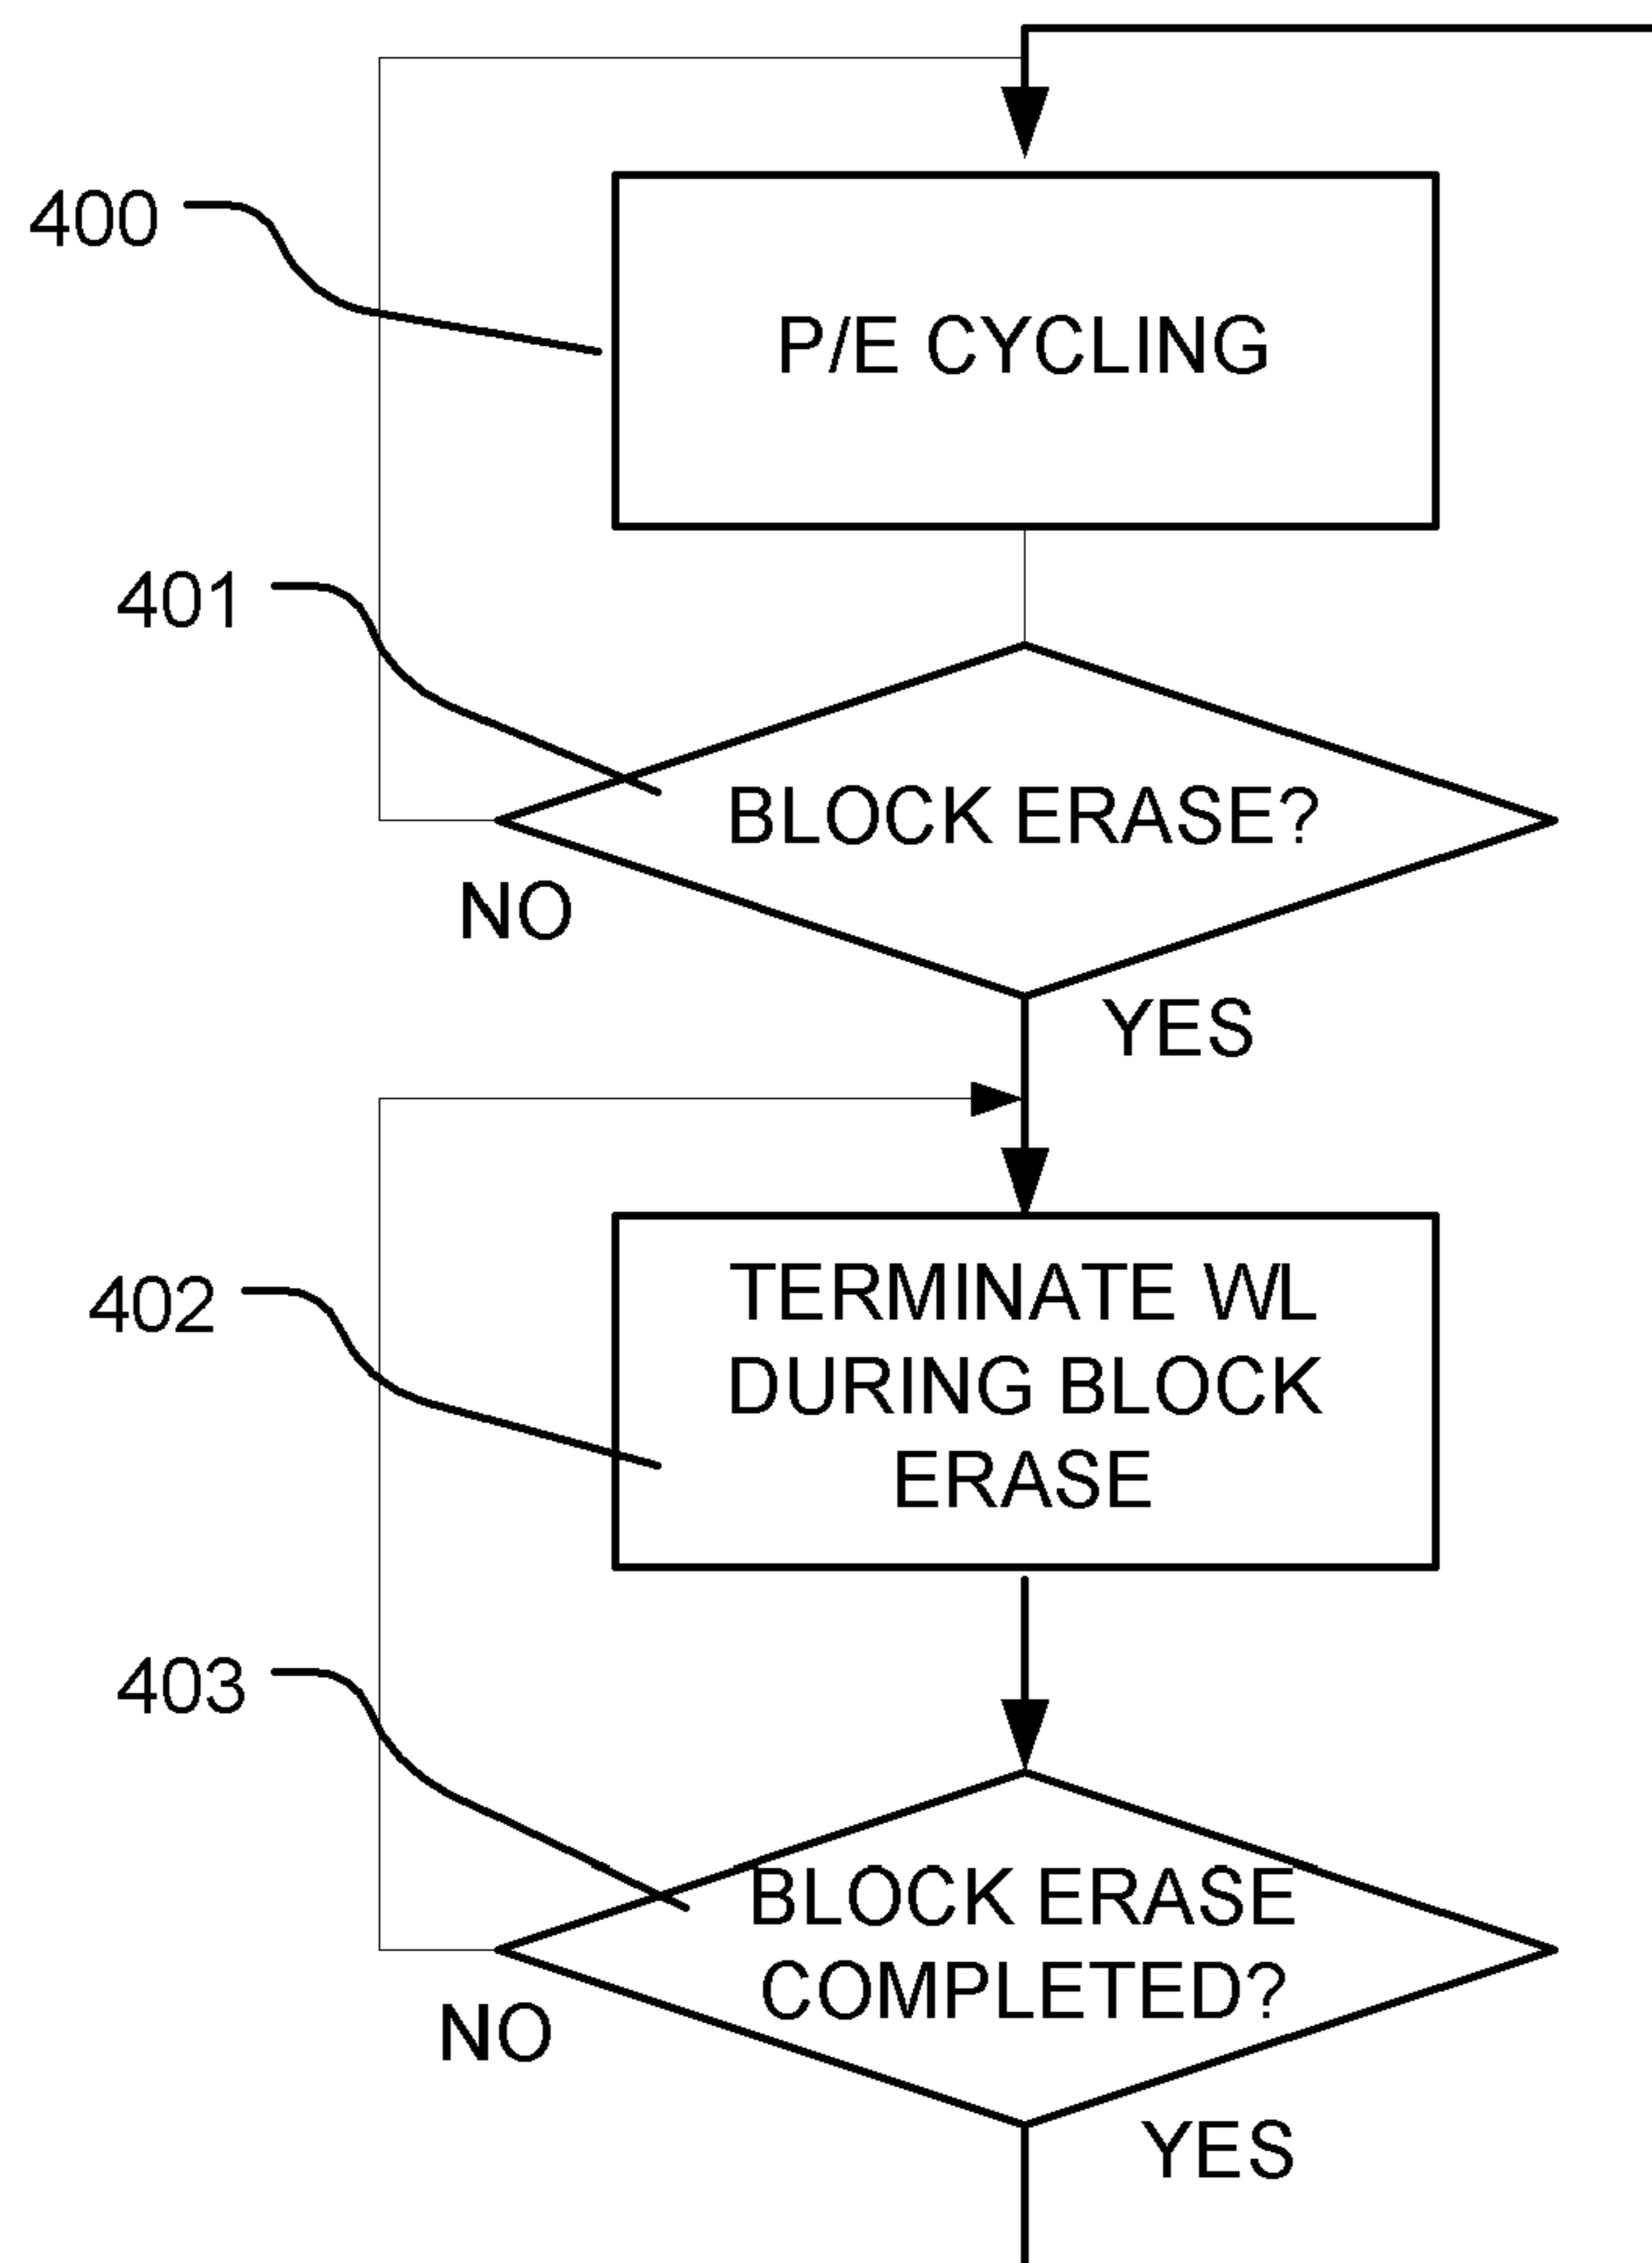 400
P/E CYCLING
401
BLOCK ERASE?
NO
YES
402
TERMINATE WL
DURING BLOCK
ERASE
403
BLOCK ERASE
COMPLETED?
NO
YES